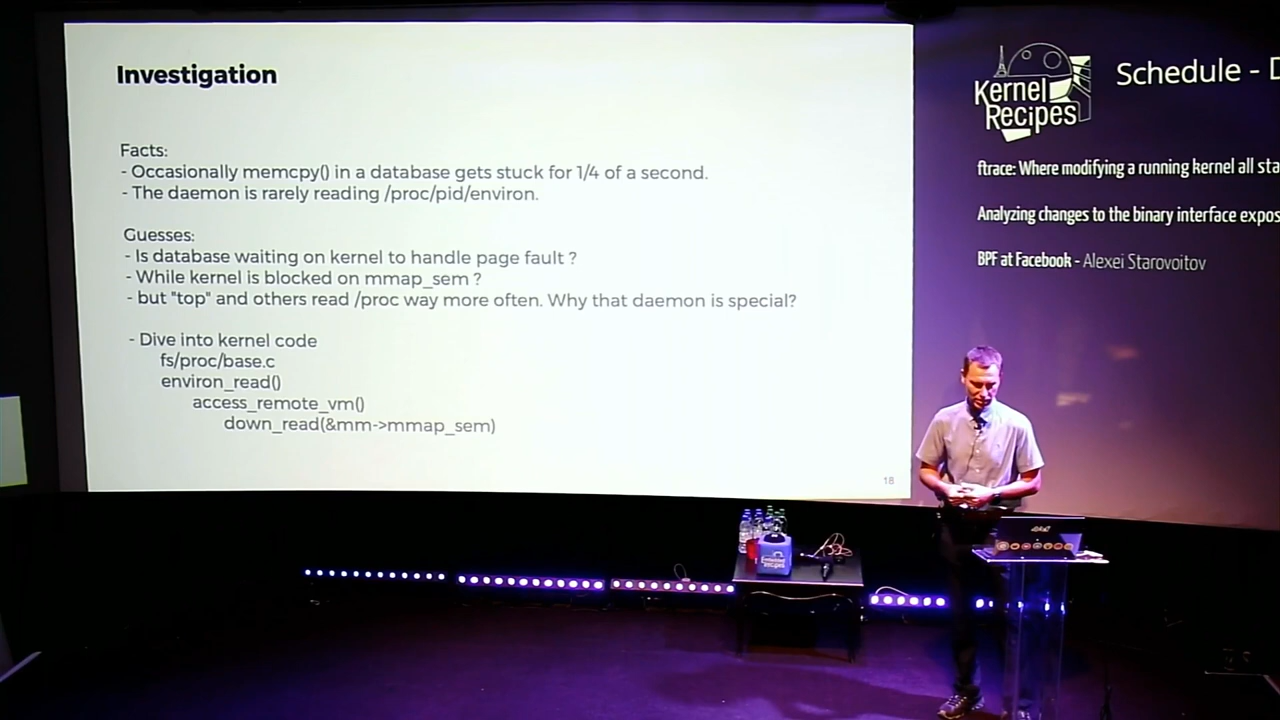 Investigation
Facts:
- Occasionally memcpy() in a database gets stuck for 1/4 of a second.
- The daemon is rarely reading /proc/pid/environ.
Guesses:
- Is database waiting on kernel to handle page fault ?
- While kernel is blocked on mmap_sem ?
- but "top" and others read /proc way more often. Why that daemon is special?
- Dive into kernel code
fs/proc/base.c
environ_read()
access_remote_vm()
down_read(&mm->mmap_sem)
18
Kernel
Recipes
Schedule - D
ftrace: Where modifying a running kernel all sta
Analyzing changes to the binary interface expos
BPF at Facebook - Alexei Starovoitov
Embedded
Recipes